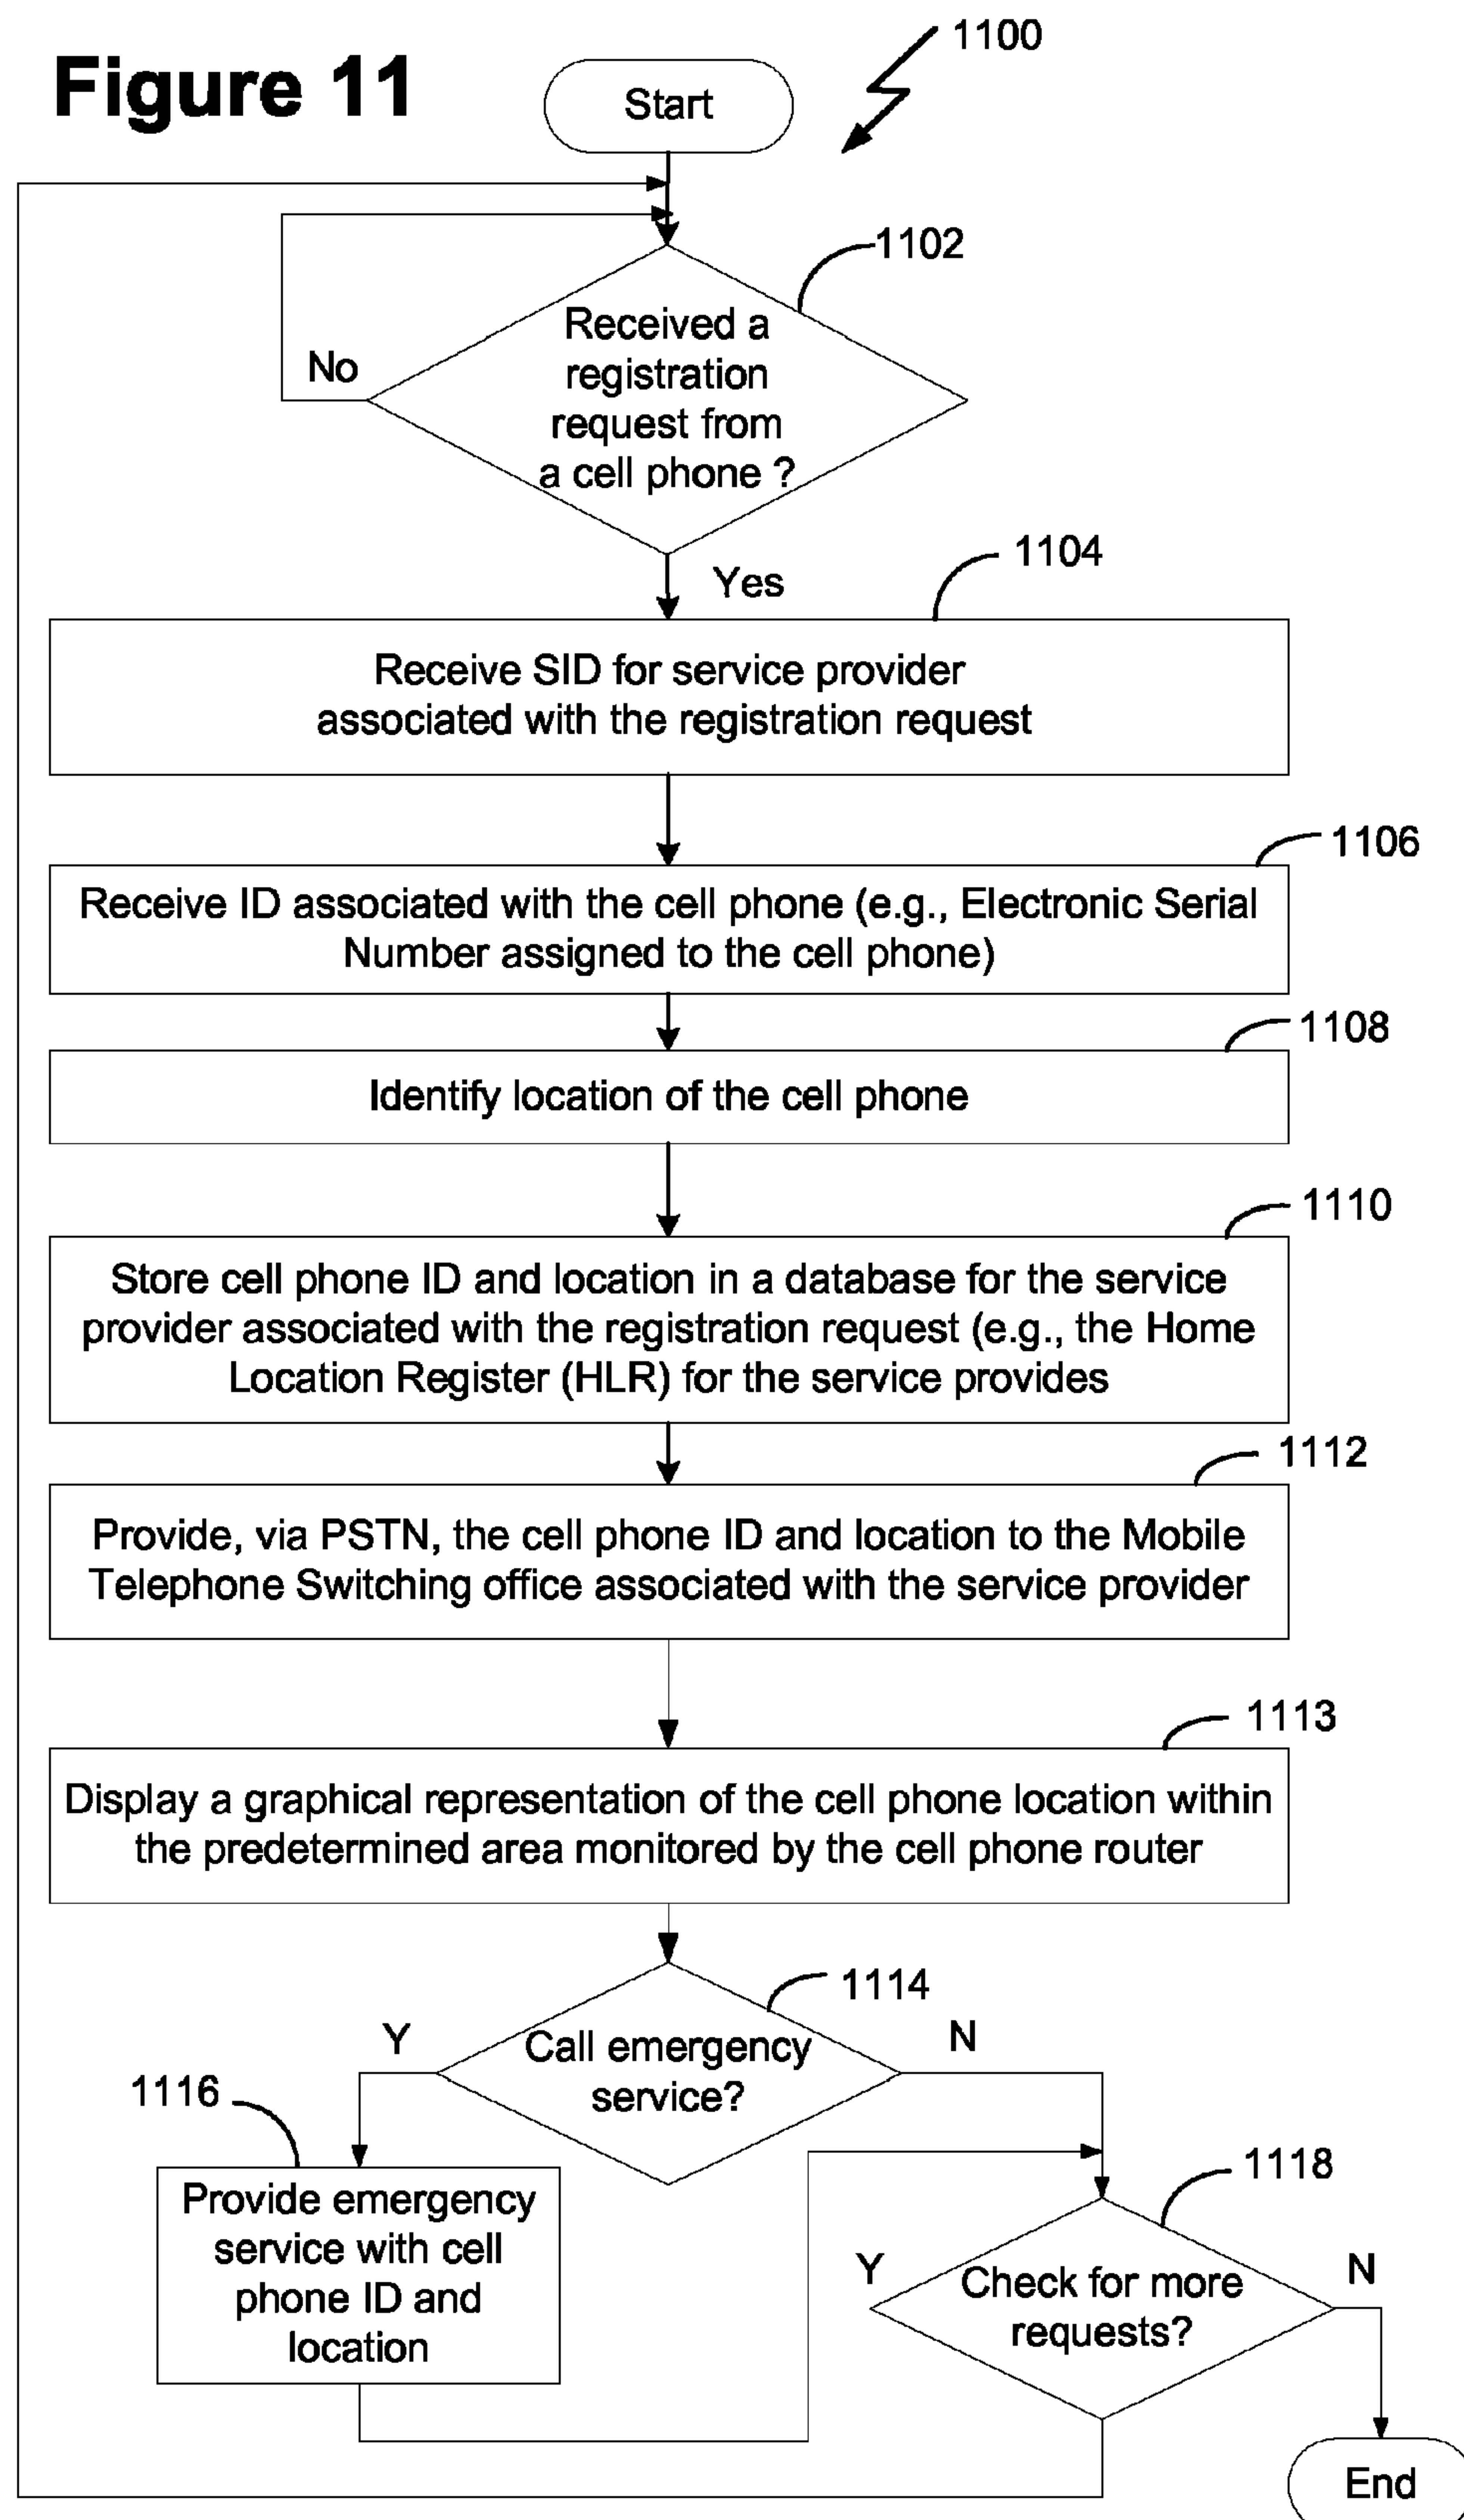 Figure 11
1100
Start
1102
Received a
registration
request from
a cell phone ?
No
Yes
1104
Receive SID for service provider
associated with the registration request
1106
Receive ID associated with the cell phone (e.g., Electronic Serial
Number assigned to the cell phone)
1108
Identify location of the cell phone
1110
Store cell phone ID and location in a database for the service
provider associated with the registration request (e.g., the Home
Location Register (HLR) for the service provides
1112
Provide, via PSTN, the cell phone ID and location to the Mobile
Telephone Switching office associated with the service provider
1113
Display a graphical representation of the cell phone location within
the predetermined area monitored by the cell phone router
1114
Y
Call emergency
service?
N
1116
Provide emergency
service with cell
phone ID and
location
1118
Y
Check for more
requests?
N
End